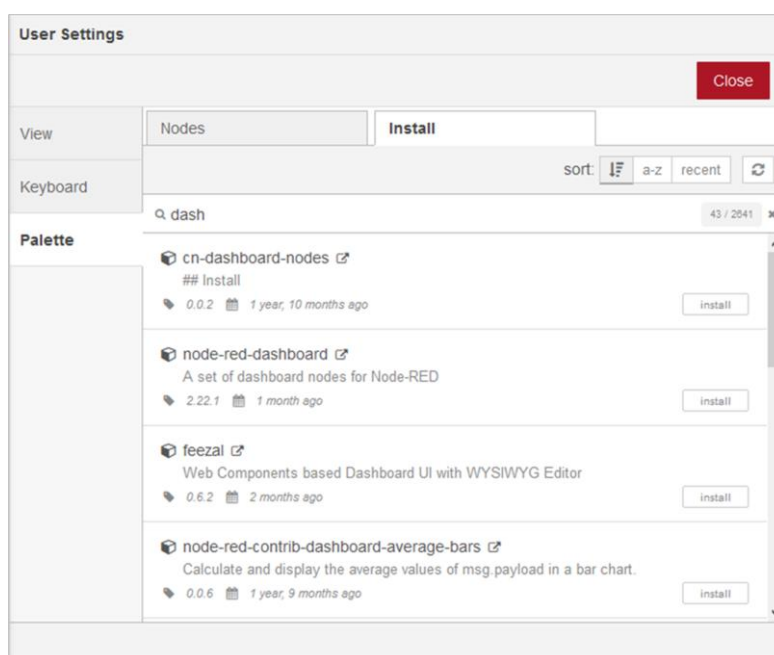 User Settings
Close
View
Keyboard
Palette
Nodes
Install
sort: a-z recent
dash
43 / 2641
cn-dashboard-nodes
## Install
0.0.2 1 year, 10 months ago
install
node-red-dashboard
A set of dashboard nodes for Node-RED
2.22.1 1 month ago
install
feezal
Web Components based Dashboard UI with WYSIWYG Editor
0.6.2 2 months ago
install
node-red-contrib-dashboard-average-bars
Calculate and display the average values of msg.payload in a bar chart.
0.0.6 1 year, 9 months ago
install